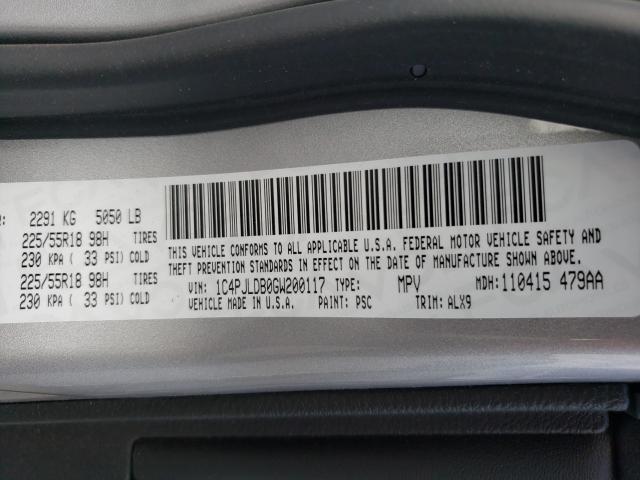 2291 KG 5050 LB
225/55R18 98H TIRES
230 KPA ( 33 PSI) COLD
225/55R18 98H TIRES
230 KPA ( 33 PSI) COLD
THIS VEHICLE CONFORMS TO ALL APPLICABLE U.S.A. FEDERAL MOTOR VEHICLE SAFETY AND
THEFT PREVENTION STANDARDS IN EFFECT ON THE DATE OF MANUFACTURE SHOWN ABOVE.
VIN: 1C4PJLDB0GW200117 TYPE: MPV MDH: 110415 479AA
VEHICLE MADE IN U.S.A. PAINT: PSC TRIM: ALX9